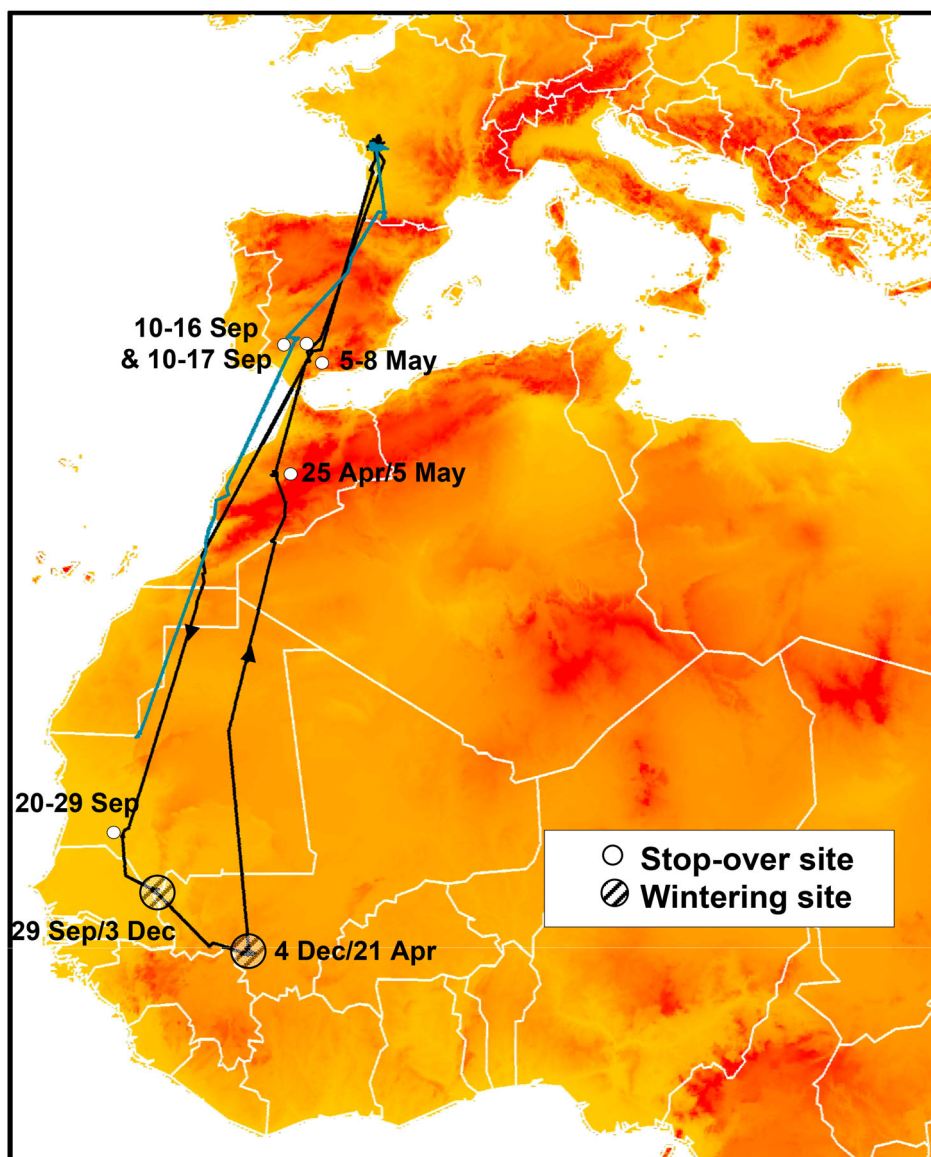 10-16 Sep
& 10-17 Sep
5-8 May
25 Apr/5 May
20-29 Sep
Stop-over site
Wintering site
29 Sep/3 Dec
4 Dec/21 Apr